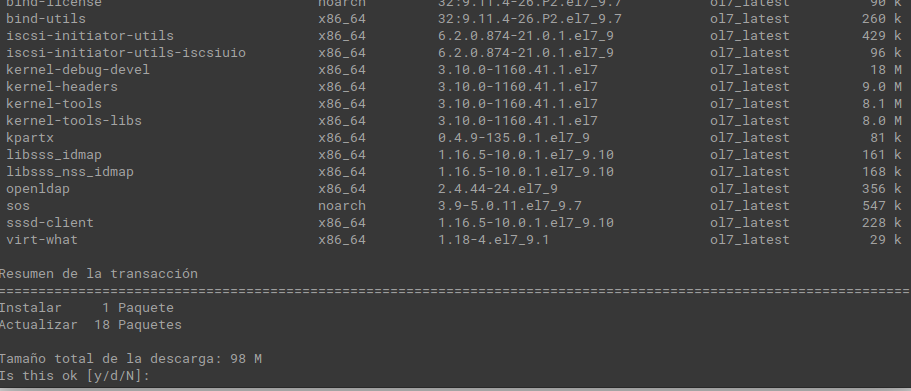 bind-license noarch 32:9.11.4-26.P2.el7_9.7 ol7_latest 90 k
bind-utils x86_64 32:9.11.4-26.P2.el7_9.7 ol7_latest 260 k
iscsi-initiator-utils x86_64 6.2.0.874-21.0.1.el7_9 ol7_latest 429 k
iscsi-initiator-utils-iscsiuio x86_64 6.2.0.874-21.0.1.el7_9 ol7_latest 96 k
kernel-debug-devel x86_64 3.10.0-1160.41.1.el7 ol7_latest 18 M
kernel-headers x86_64 3.10.0-1160.41.1.el7 ol7_latest 9.0 M
kernel-tools x86_64 3.10.0-1160.41.1.el7 ol7_latest 8.1 M
kernel-tools-libs x86_64 3.10.0-1160.41.1.el7 ol7_latest 8.0 M
kpartx x86_64 0.4.9-135.0.1.el7_9 ol7_latest 81 k
libsss_idmap x86_64 1.16.5-10.0.1.el7_9.10 ol7_latest 161 k
libsss_nss_idmap x86_64 1.16.5-10.0.1.el7_9.10 ol7_latest 168 k
openldap x86_64 2.4.44-24.el7_9 ol7_latest 356 k
sos noarch 3.9-5.0.11.el7_9.7 ol7_latest 547 k
sssd-client x86_64 1.16.5-10.0.1.el7_9.10 ol7_latest 228 k
virt-what x86_64 1.18-4.el7_9.1 ol7_latest 29 k
Resumen de la transacción
================================================================================================================
Instalar 1 Paquete
Actualizar 18 Paquetes
Tamaño total de la descarga: 98 M
Is this ok [y/d/N]: